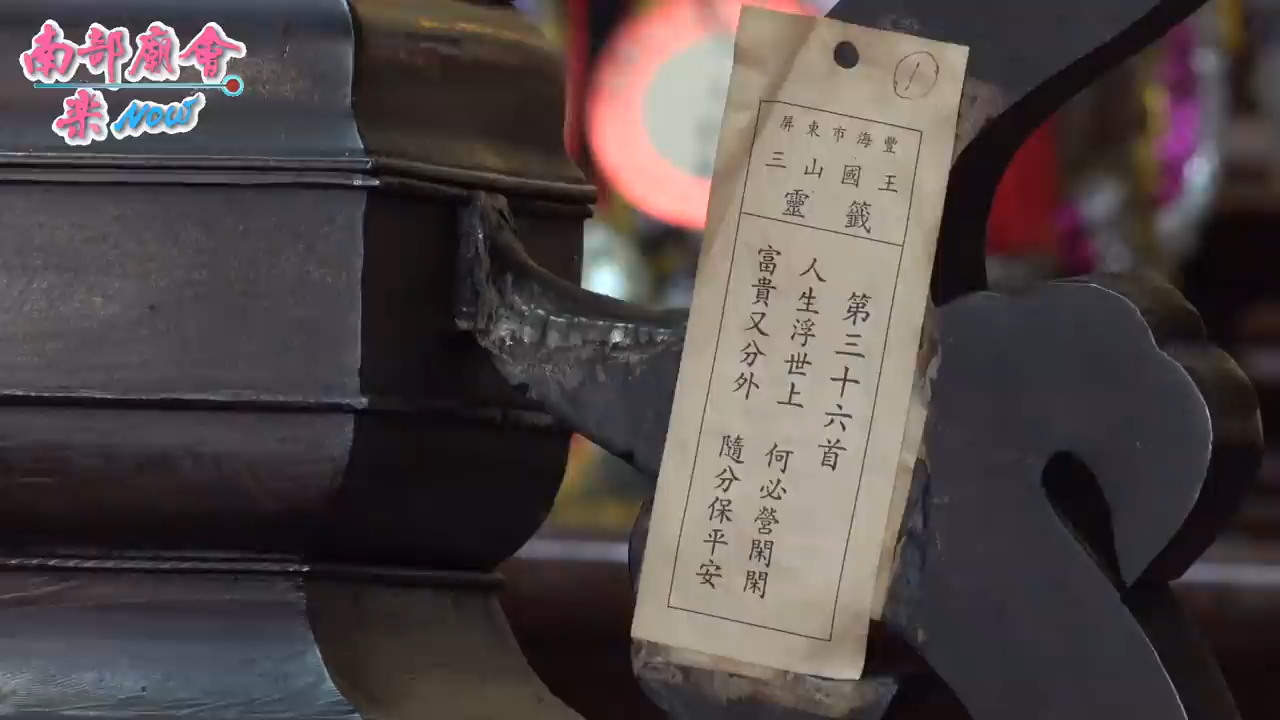 南部廟會
來NOW
1
屏東市海豐
三山國王
靈籤
第三十六首
人生浮世上 何必營閑閑
富貴又分外 隨分保平安